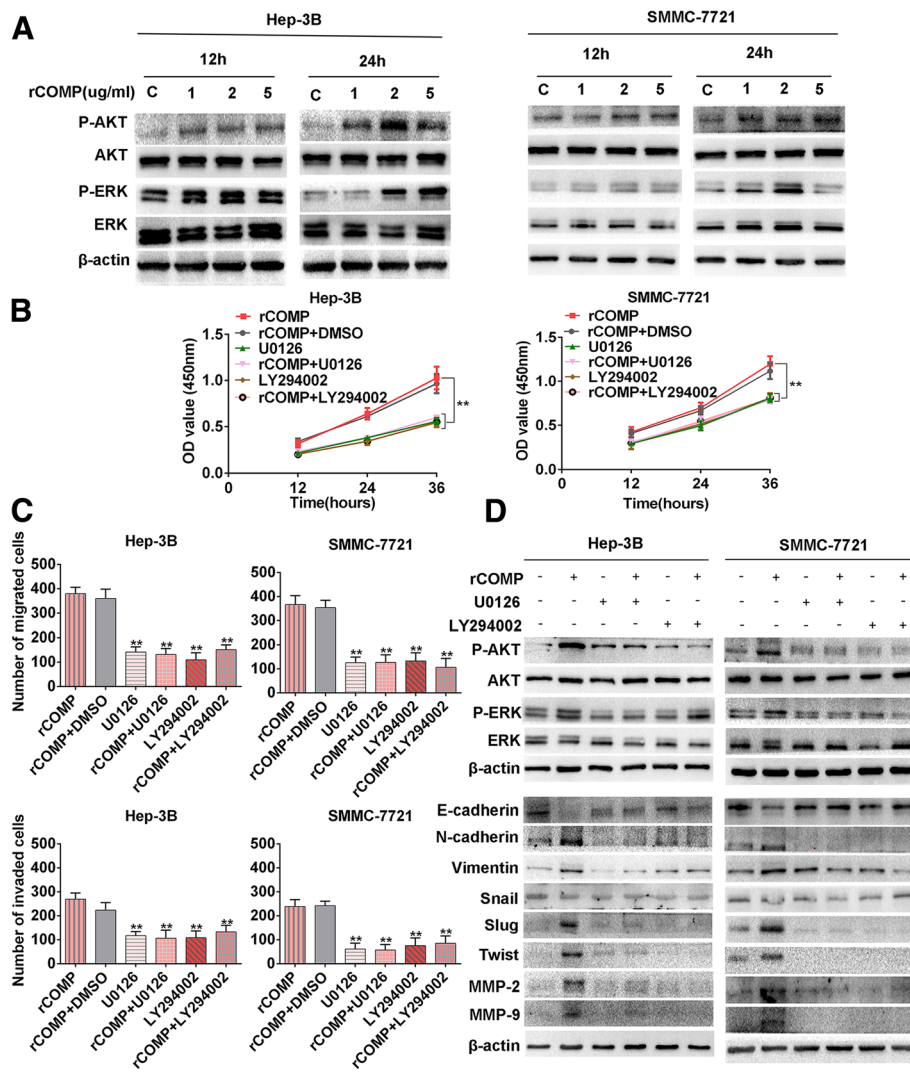 A
Hep-3B
SMMC-7721
12h 24h 12h 24h
rCOMP(ug/ml) C 1 2 5 C 1 2 5 C 1 2 5 C 1 2 5
P-AKT
AKT
P-ERK
ERK
β-actin
B
Hep-3B
rCOMP
rCOMP+DMSO
U0126
rCOMP+U0126
LY294002
rCOMP+LY294002
OD value (450nm)
1.5
1.0
0.5
0.0
**
0 12 24 36
Time(hours)
SMMC-7721
rCOMP
rCOMP+DMSO
U0126
rCOMP+U0126
LY294002
rCOMP+LY294002
OD value (450nm)
1.5
1.0
0.5
0.0
**
0 12 24 36
Time(hours)
C
Hep-3B
Number of migrated cells
500
400
300
200
100
0
** ** ** **
rCOMP
rCOMP+DMSO
U0126
rCOMP+U0126
LY294002
rCOMP+LY294002
SMMC-7721
500
400
300
200
100
0
** ** ** **
rCOMP
rCOMP+DMSO
U0126
rCOMP+U0126
LY294002
rCOMP+LY294002
Hep-3B
Number of invaded cells
500
400
300
200
100
0
** ** ** **
rCOMP
rCOMP+DMSO
U0126
rCOMP+U0126
LY294002
rCOMP+LY294002
SMMC-7721
500
400
300
200
100
0
** ** ** **
rCOMP
rCOMP+DMSO
U0126
rCOMP+U0126
LY294002
rCOMP+LY294002
D
Hep-3B SMMC-7721
rCOMP - + - + - + - + - + - +
U0126 - - + + - - - - + + - -
LY294002 - - - - + + - - - - + +
P-AKT
AKT
P-ERK
ERK
β-actin
E-cadherin
N-cadherin
Vimentin
Snail
Slug
Twist
MMP-2
MMP-9
β-actin